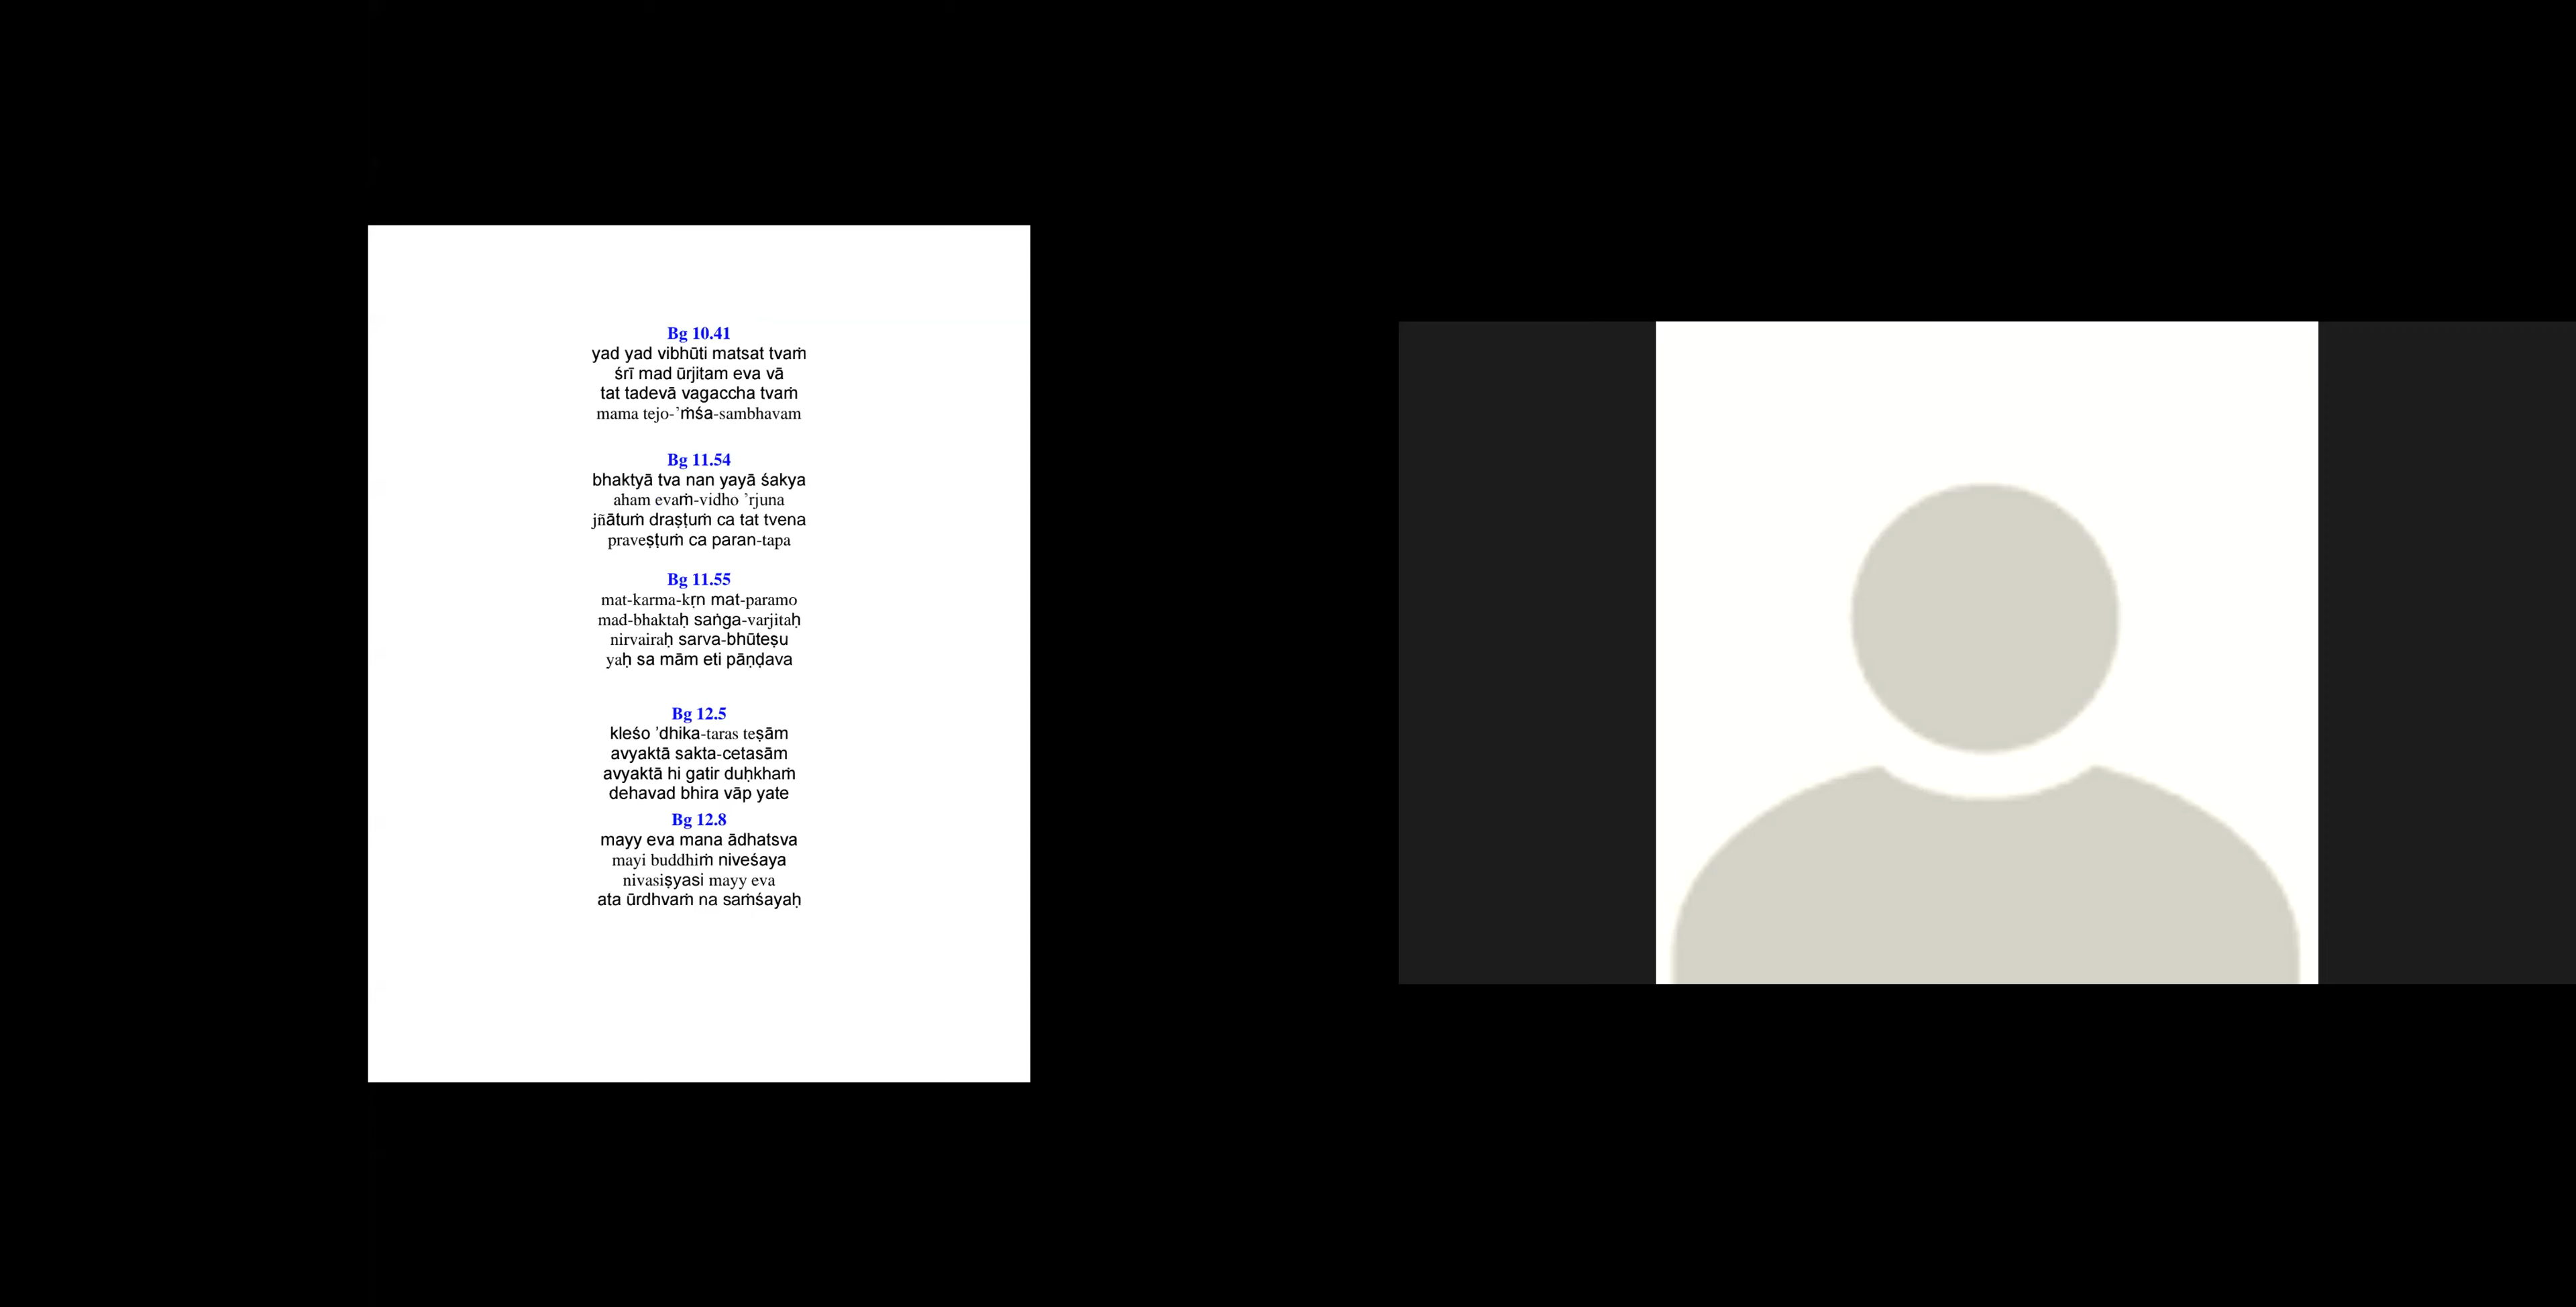 Bg 10.41
yad yad vibhūti matsat tvaṁ
śrī mad ūrjitam eva vā
tat tadevā vagaccha tvaṁ
mama tejo-’ṁśa-sambhavam
Bg 11.54
bhaktyā tva nan yayā śakya
aham evaṁ-vidho ’rjuna
jñātuṁ draṣṭuṁ ca tat tvena
praveṣṭuṁ ca paran-tapa
Bg 11.55
mat-karma-kṛn mat-paramo
mad-bhaktaḥ saṅga-varjitaḥ
nirvairaḥ sarva-bhūteṣu
yaḥ sa mām eti pāṇḍava
Bg 12.5
kleśo ’dhika-taras teṣām
avyaktā sakta-cetasām
avyaktā hi gatir duḥkhaṁ
dehavad bhira vāp yate
Bg 12.8
mayy eva mana ādhatsva
mayi buddhiṁ niveśaya
nivasiṣyasi mayy eva
ata ūrdhvaṁ na saṁśayaḥ